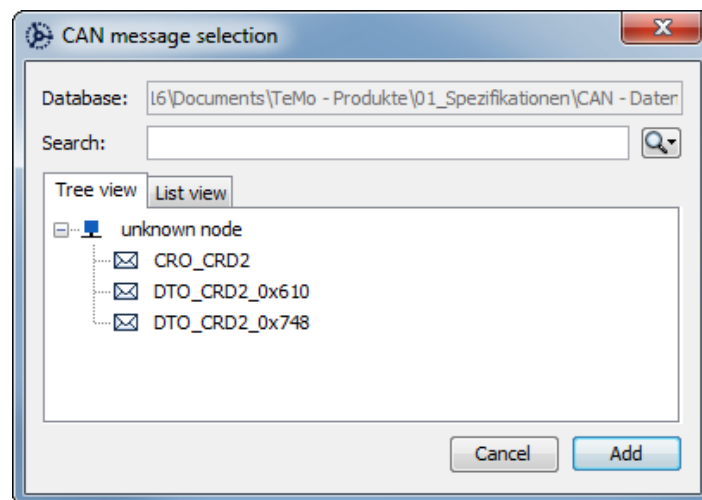 CAN message selection
Database: l6\Documents\TeMo - Produkte\01_Spezifikationen\CAN - Daten
Search:
Tree view List view
unknown node
CRO_CRD2
DTO_CRD2_0x610
DTO_CRD2_0x748
Cancel Add